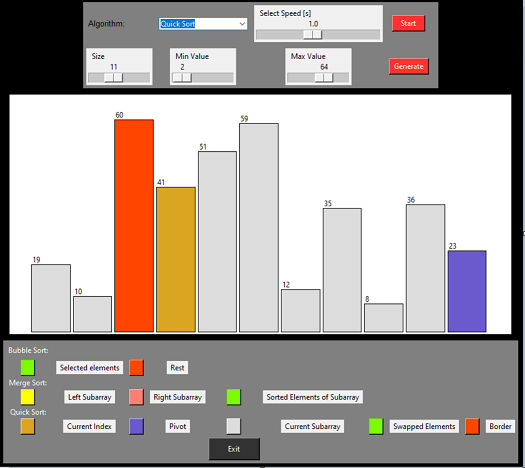 Algorithm:
Quick Sort
Select Speed [s]
1.0
Start
Size
11
Min Value
2
Max Value
64
Generate
60
59
51
41
36
35
23
19
12
10
8
Bubble Sort:
Selected elements
Rest
Merge Sort:
Left Subarray
Right Subarray
Sorted Elements of Subarray
Quick Sort:
Current Index
Pivot
Current Subarray
Swapped Elements
Border
Exit